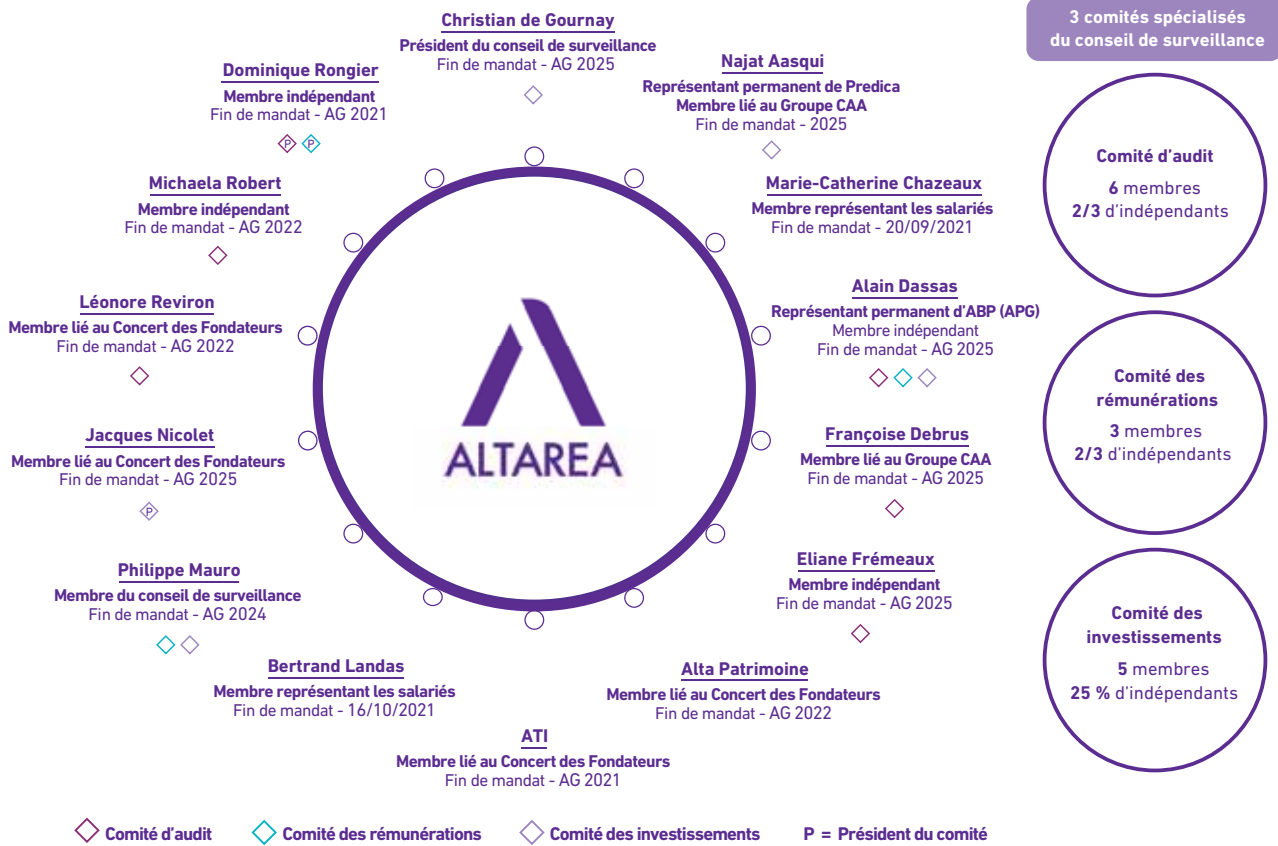 Christian de Gournay
Président du conseil de surveillance
Fin de mandat - AG 2025
Najat Aasqui
Représentant permanent de Predica
Membre lié au Groupe CAA
Fin de mandat - 2025
Marie-Catherine Chazeaux
Membre représentant les salariés
Fin de mandat - 20/09/2021
Alain Dassas
Représentant permanent d'ABP (APG)
Membre indépendant
Fin de mandat - AG 2025
Françoise Debrus
Membre lié au Groupe CAA
Fin de mandat - AG 2025
Eliane Frémeaux
Membre indépendant
Fin de mandat - AG 2025
Alta Patrimoine
Membre lié au Concert des Fondateurs
Fin de mandat - AG 2022
ATI
Membre lié au Concert des Fondateurs
Fin de mandat - AG 2021
Bertrand Landas
Membre représentant les salariés
Fin de mandat - 16/10/2021
Philippe Mauro
Membre du conseil de surveillance
Fin de mandat - AG 2024
Jacques Nicolet
Membre lié au Concert des Fondateurs
Fin de mandat - AG 2025
P
Léonore Reviron
Membre lié au Concert des Fondateurs
Fin de mandat - AG 2022
Michaela Robert
Membre indépendant
Fin de mandat - AG 2022
Dominique Rongier
Membre indépendant
Fin de mandat - AG 2021
P P
ALTAREA
3 comités spécialisés
du conseil de surveillance
Comité d'audit
6 membres
2/3 d'indépendants
Comité des
rémunérations
3 membres
2/3 d'indépendants
Comité des
investissements
5 membres
25 % d'indépendants
Comité d'audit Comité des rémunérations Comité des investissements P = Président du comité